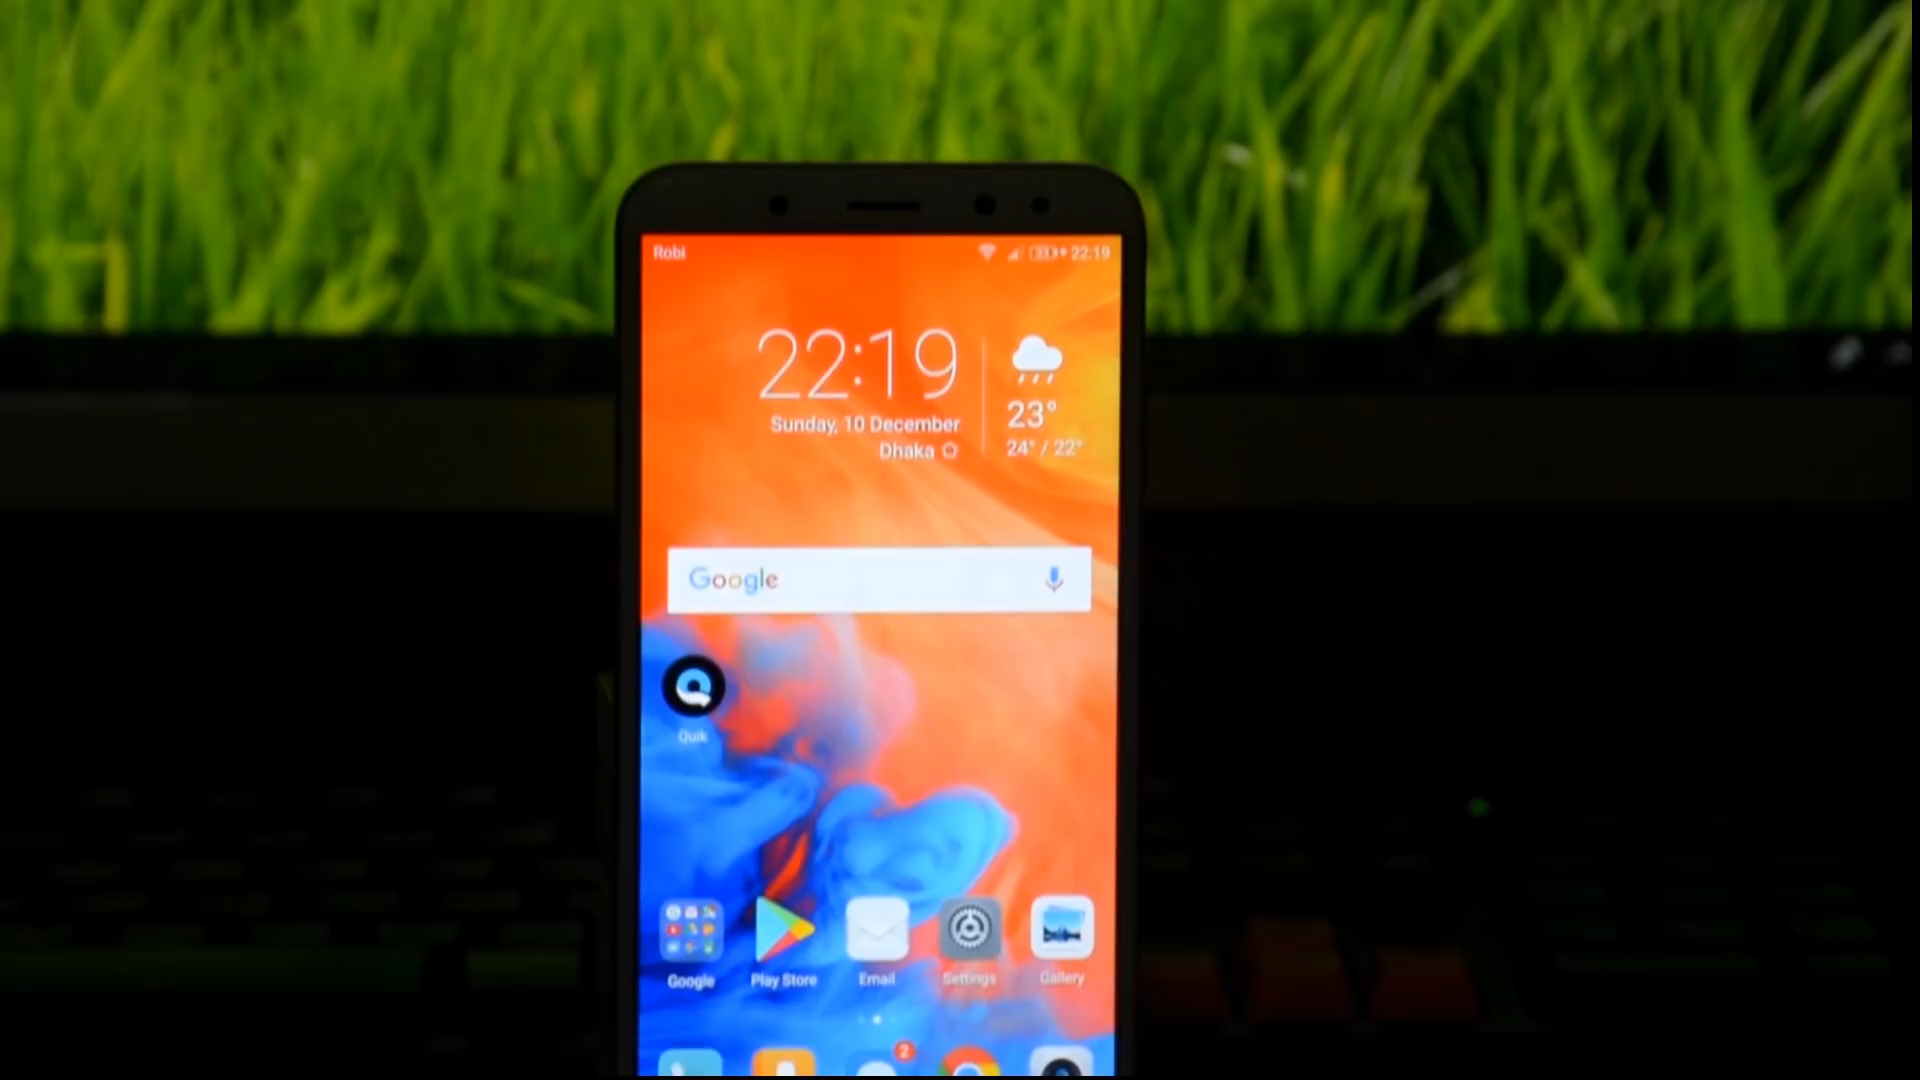 Robi
22:19
22:19
Sunday, 10 December
Dhaka
23°
24° / 22°
Google
Quik
Google
Play Store
Email
Settings
Gallery
2